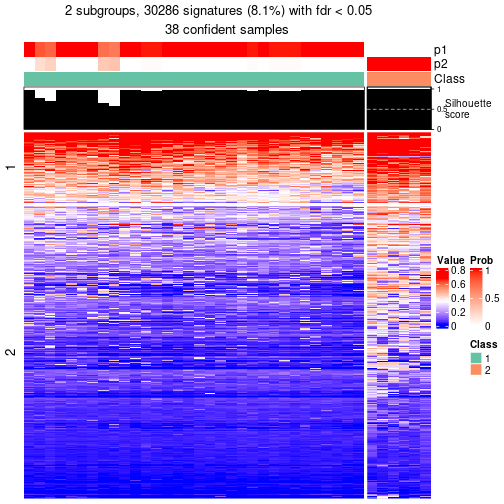 2 subgroups, 30286 signatures (8.1%) with fdr < 0.05
38 confident samples
p1
p2
Class
1
0.5
0
Silhouette
score
1
2
Value
0.8
0.6
0.4
0.2
0
Prob
1
0.5
0
Class
1
2